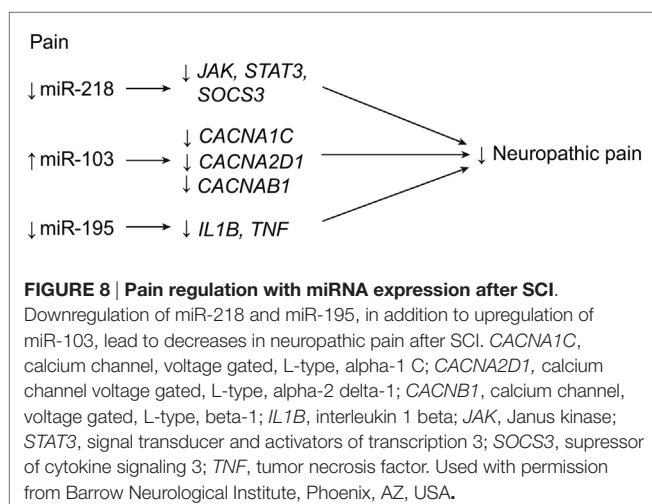 Pain
↓ miR-218 → ↓ JAK, STAT3,
SOCS3
↑ miR-103 → ↓ CACNA1C
↓ CACNA2D1
↓ CACNAB1
↓ Neuropathic pain
↓ miR-195 → ↓ IL1B, TNF
FIGURE 8 | Pain regulation with miRNA expression after SCI.
Downregulation of miR-218 and miR-195, in addition to upregulation of
miR-103, lead to decreases in neuropathic pain after SCI. CACNA1C,
calcium channel, voltage gated, L-type, alpha-1 C; CACNA2D1, calcium
channel voltage gated, L-type, alpha-2 delta-1; CACNB1, calcium channel,
voltage gated, L-type, beta-1; IL1B, interleukin 1 beta; JAK, Janus kinase;
STAT3, signal transducer and activators of transcription 3; SOCS3, supressor
of cytokine signaling 3; TNF, tumor necrosis factor. Used with permission
from Barrow Neurological Institute, Phoenix, AZ, USA.